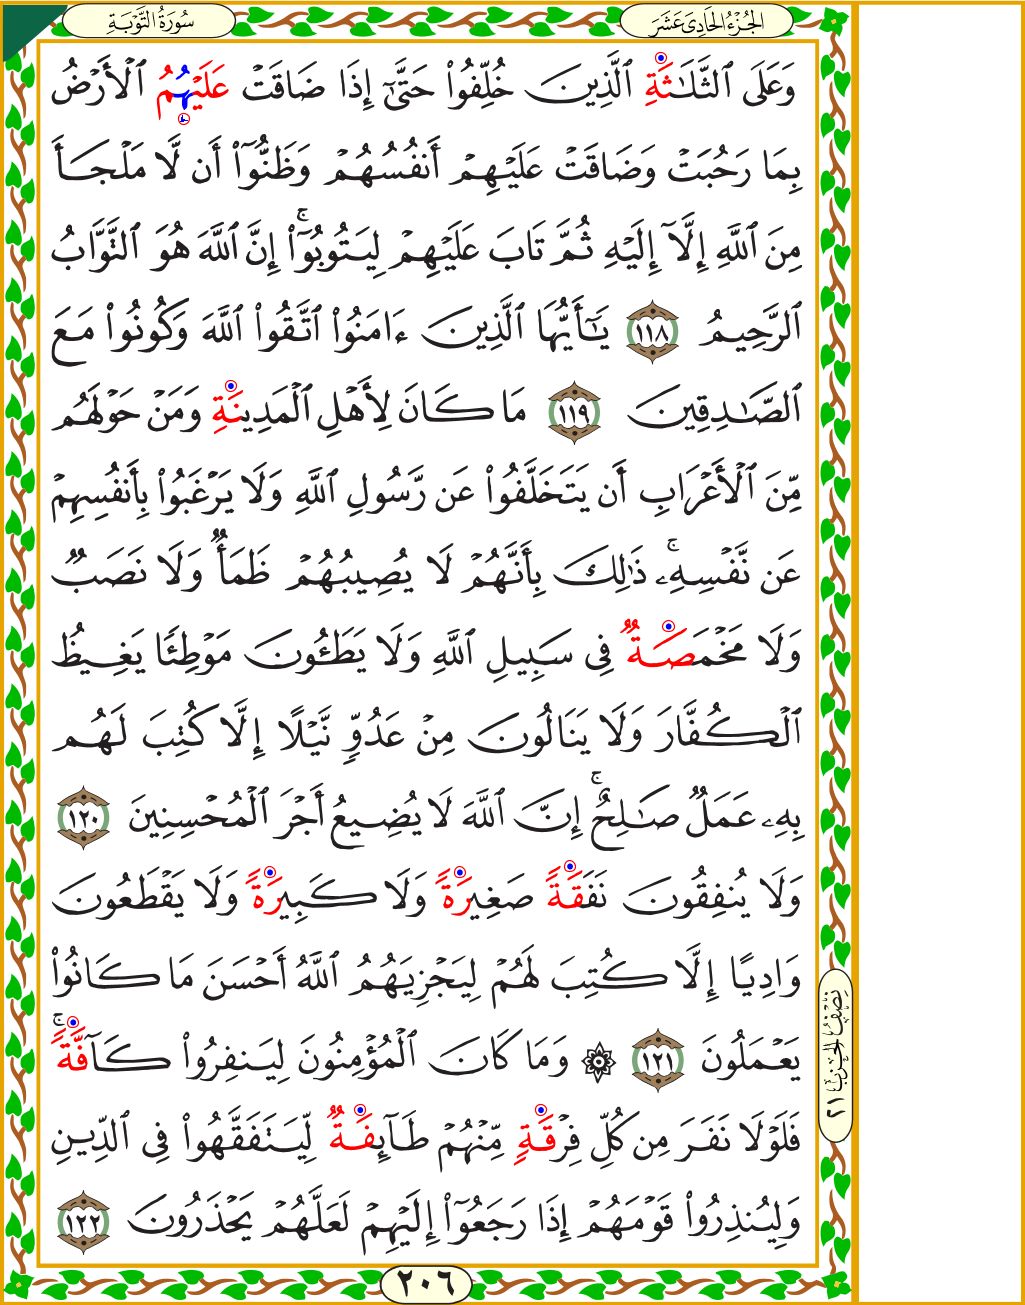 سُورَةُ التَّوْبَةِ
الجُزْءُ الحَادِى عَشَرَ
وَعَلَى ٱلثَّلَـٰثَةِ ٱلَّذِينَ خُلِّفُوا۟ حَتَّىٰٓ إِذَا ضَاقَتْ عَلَيْهُمُ ٱلْأَرْضُ
بِمَا رَحُبَتْ وَضَاقَتْ عَلَيْهِمْ أَنفُسُهُمْ وَظَنُّوٓا۟ أَن لَّا مَلْجَأَ
مِنَ ٱللَّهِ إِلَّآ إِلَيْهِ ثُمَّ تَابَ عَلَيْهِمْ لِيَتُوبُوٓا۟ ۚ إِنَّ ٱللَّهَ هُوَ ٱلتَّوَّابُ
ٱلرَّحِيمُ ١١٨ يَـٰٓأَيُّهَا ٱلَّذِينَ ءَامَنُوا۟ ٱتَّقُوا۟ ٱللَّهَ وَكُونُوا۟ مَعَ
ٱلصَّـٰدِقِينَ ١١٩ مَا كَانَ لِأَهْلِ ٱلْمَدِينَةِ وَمَنْ حَوْلَهُم
مِّنَ ٱلْأَعْرَابِ أَن يَتَخَلَّفُوا۟ عَن رَّسُولِ ٱللَّهِ وَلَا يَرْغَبُوا۟ بِأَنفُسِهِمْ
عَن نَّفْسِهِۦ ۚ ذَٰلِكَ بِأَنَّهُمْ لَا يُصِيبُهُمْ ظَمَأٌ وَلَا نَصَبٌ
وَلَا مَخْمَصَةٌ فِى سَبِيلِ ٱللَّهِ وَلَا يَطَـُٔونَ مَوْطِئًا يَغِيظُ
ٱلْكُفَّارَ وَلَا يَنَالُونَ مِنْ عَدُوٍّ نَّيْلًا إِلَّا كُتِبَ لَهُم
بِهِۦ عَمَلٌ صَـٰلِحٌ ۚ إِنَّ ٱللَّهَ لَا يُضِيعُ أَجْرَ ٱلْمُحْسِنِينَ ١٢٠
وَلَا يُنفِقُونَ نَفَقَةً صَغِيرَةً وَلَا كَبِيرَةً وَلَا يَقْطَعُونَ
وَادِيًا إِلَّا كُتِبَ لَهُمْ لِيَجْزِيَهُمُ ٱللَّهُ أَحْسَنَ مَا كَانُوا۟
يَعْمَلُونَ ١٢١ ۞ وَمَا كَانَ ٱلْمُؤْمِنُونَ لِيَنفِرُوا۟ كَآفَّةً ۚ
فَلَوْلَا نَفَرَ مِن كُلِّ فِرْقَةٍ مِّنْهُمْ طَآئِفَةٌ لِّيَتَفَقَّهُوا۟ فِى ٱلدِّينِ
وَلِيُنذِرُوا۟ قَوْمَهُمْ إِذَا رَجَعُوٓا۟ إِلَيْهِمْ لَعَلَّهُمْ يَحْذَرُونَ ١٢٢
نِصْفُ الحِزْبِ ٢١
٢٠٦